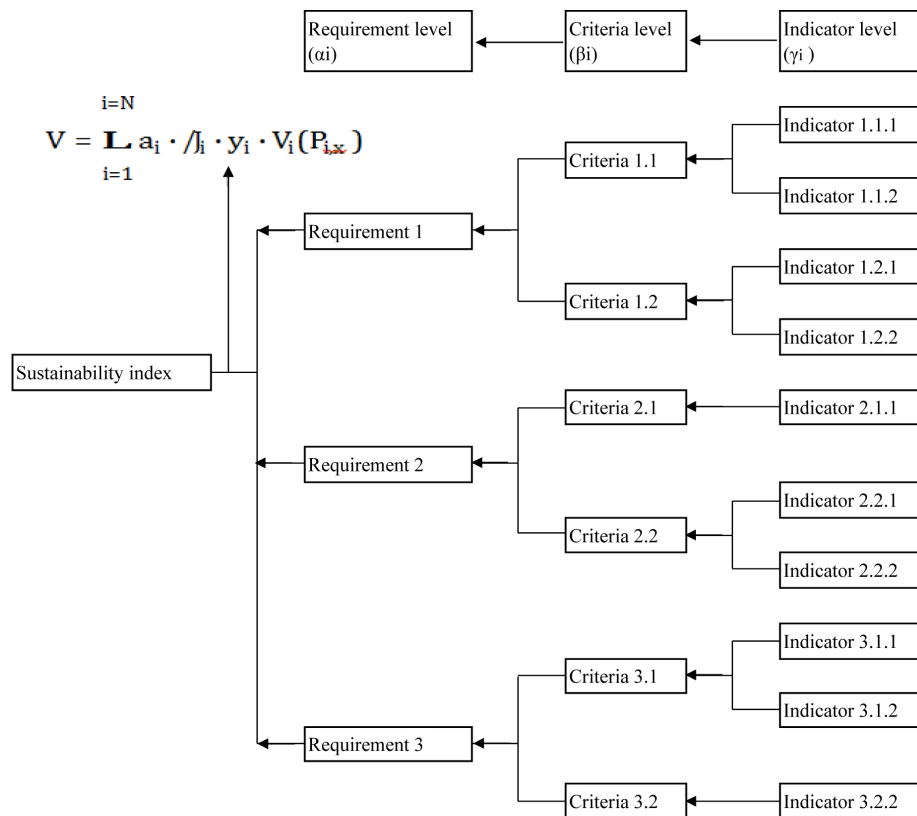 Requirement level
(αi)
Criteria level
(βi)
Indicator level
(γi )
i=N
V = L ai · /Ji · yi · Vi(Pi,x)
i=1
Indicator 1.1.1
Criteria 1.1
Indicator 1.1.2
Requirement 1
Indicator 1.2.1
Criteria 1.2
Indicator 1.2.2
Sustainability index
Criteria 2.1
Indicator 2.1.1
Requirement 2
Indicator 2.2.1
Criteria 2.2
Indicator 2.2.2
Indicator 3.1.1
Criteria 3.1
Indicator 3.1.2
Requirement 3
Criteria 3.2
Indicator 3.2.2